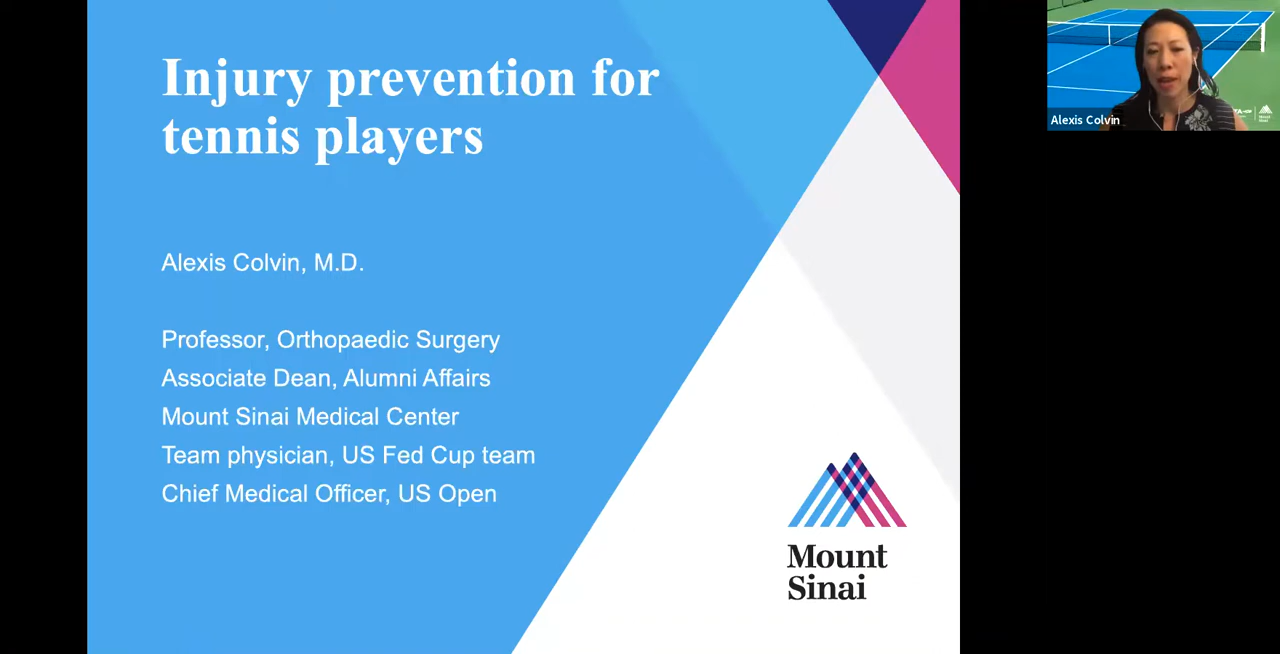 Injury prevention for
tennis players
Alexis Colvin, M.D.
Professor, Orthopaedic Surgery
Associate Dean, Alumni Affairs
Mount Sinai Medical Center
Team physician, US Fed Cup team
Chief Medical Officer, US Open
Mount
Sinai
Alexis Colvin